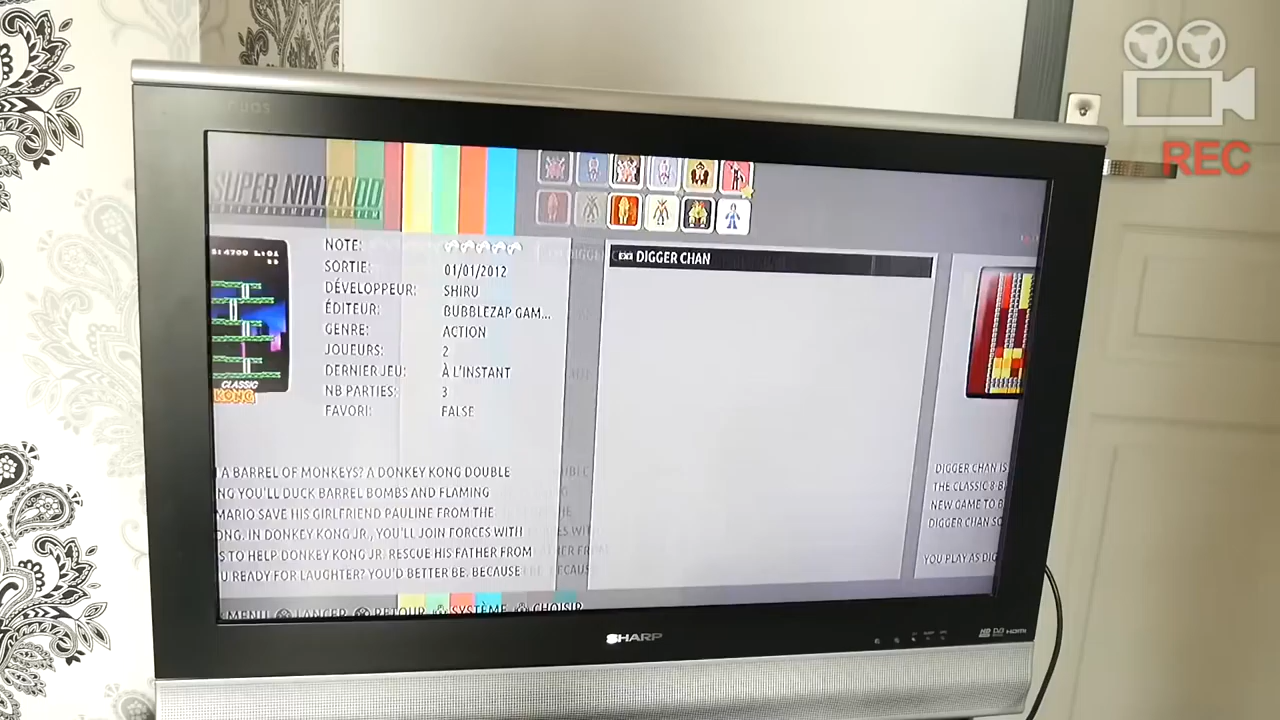 REC
SUPER NINTENDO
NOTE:
SORTIE: 01/01/2012
DÉVELOPPEUR: SHIRU
ÉDITEUR: BUBBLEZAP GAM...
GENRE: ACTION
JOUEURS: 2
DERNIER JEU: À L'INSTANT
NB PARTIES: 3
FAVORI: FALSE
CLASSIC
KONG
A BARREL OF MONKEYS? A DONKEY KONG DOUBLE
NG YOU'LL DUCK BARREL BOMBS AND FLAMING
MARIO SAVE HIS GIRLFRIEND PAULINE FROM THE
ONG. IN DONKEY KONG JR., YOU'LL JOIN FORCES WITH
S TO HELP DONKEY KONG JR. RESCUE HIS FATHER FROM
U READY FOR LAUGHTER? YOU'D BETTER BE. BECAUSE
DIGGER CHAN
DIGGER CHAN IS
THE CLASSIC 8 B
NEW GAME TO B
DIGGER CHAN SC
YOU PLAY AS DIG
MENU LANCER RETOUR SYSTÈME CHOISIR
SHARP
HD DVB HDMI